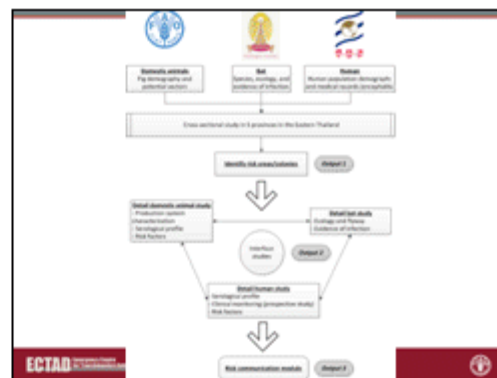 FAO
Domestic animals
Pig demography and
potential vectors
Bat
Species, ecology, and
evidence of infection
Human
Human population demography
and medical records (encephalitis)
Cross-sectional study in 5 provinces in the Eastern Thailand
Identify risk areas/colonies
Output 1
Detail domestic animal study
- Production system
characterization
- Serological profile
- Risk factors
Detail bat study
- Ecology and flyway
- Evidence of infection
Interface
studies
Output 2
Detail human study
- Serological profile
- Clinical monitoring (prospective study)
- Risk factors
Risk communication module
Output 3
ECTAD